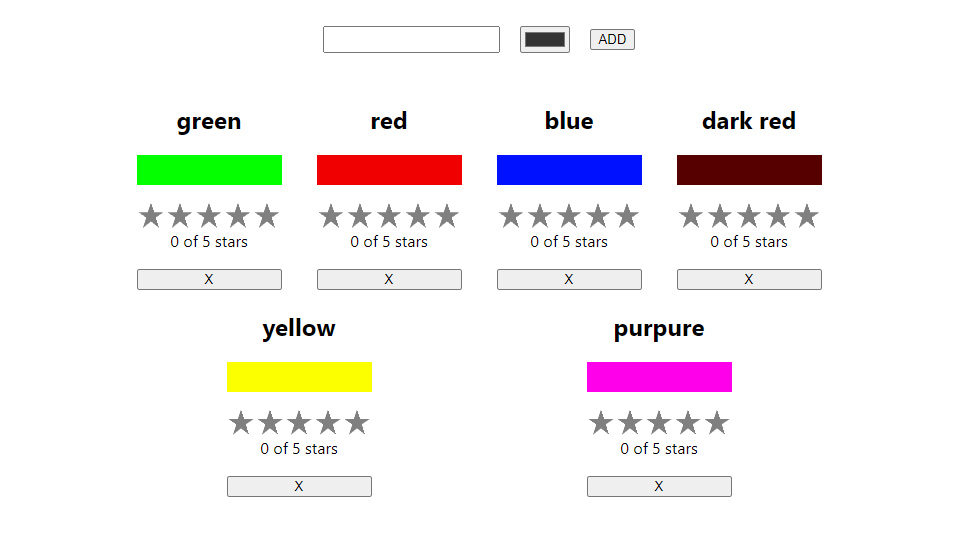 ADD
green red blue dark red
0 of 5 stars 0 of 5 stars 0 of 5 stars 0 of 5 stars
X X X X
yellow purpure
0 of 5 stars 0 of 5 stars
X X